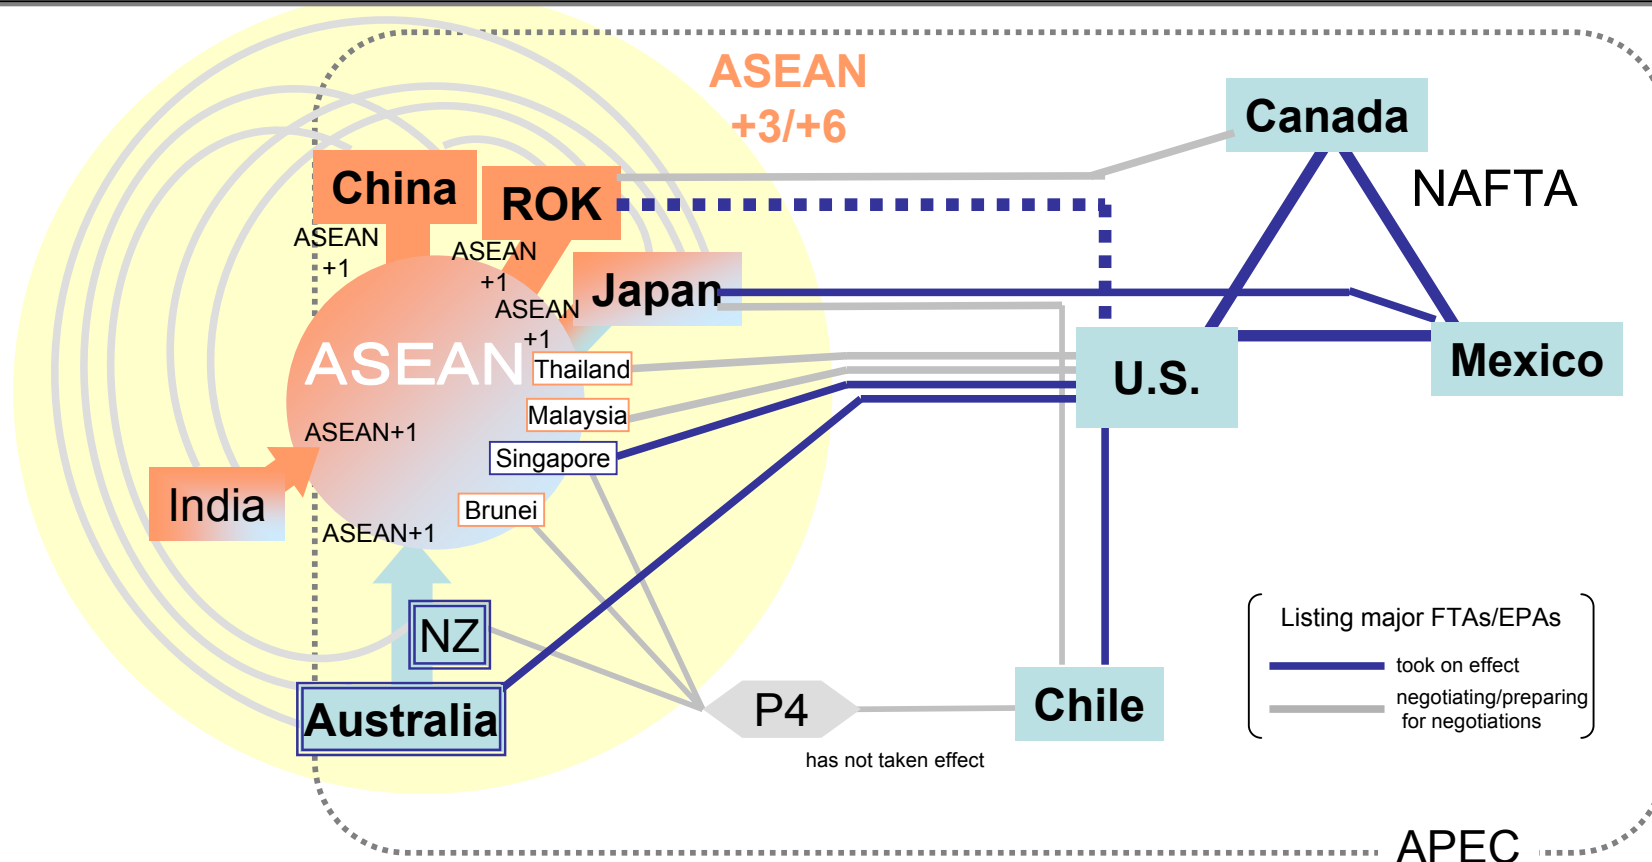 ASEAN
+3/+6
Canada
NAFTA
China
ROK
ASEAN
+1
ASEAN
+1
Japan
ASEAN
+1
ASEAN
Thailand
U.S.
Mexico
Malaysia
ASEAN+1
Singapore
India
Brunei
ASEAN+1
NZ
Australia
P4
Chile
has not taken effect
Listing major FTAs/EPAs
took on effect
negotiating/preparing
for negotiations
APEC